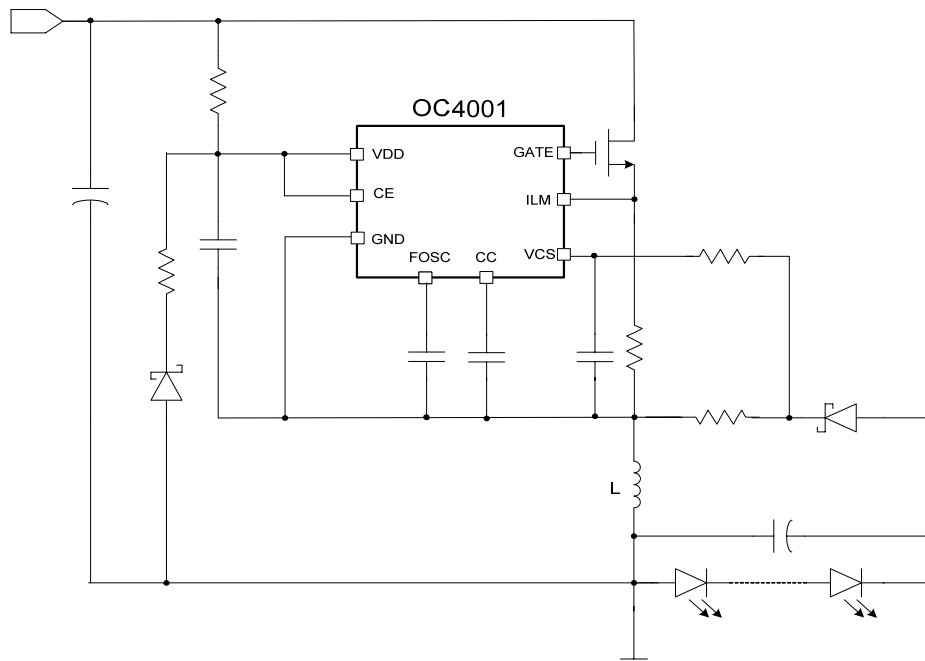 OC4001
VDD
GATE
CE
ILM
GND
VCS
FOSC
CC
L